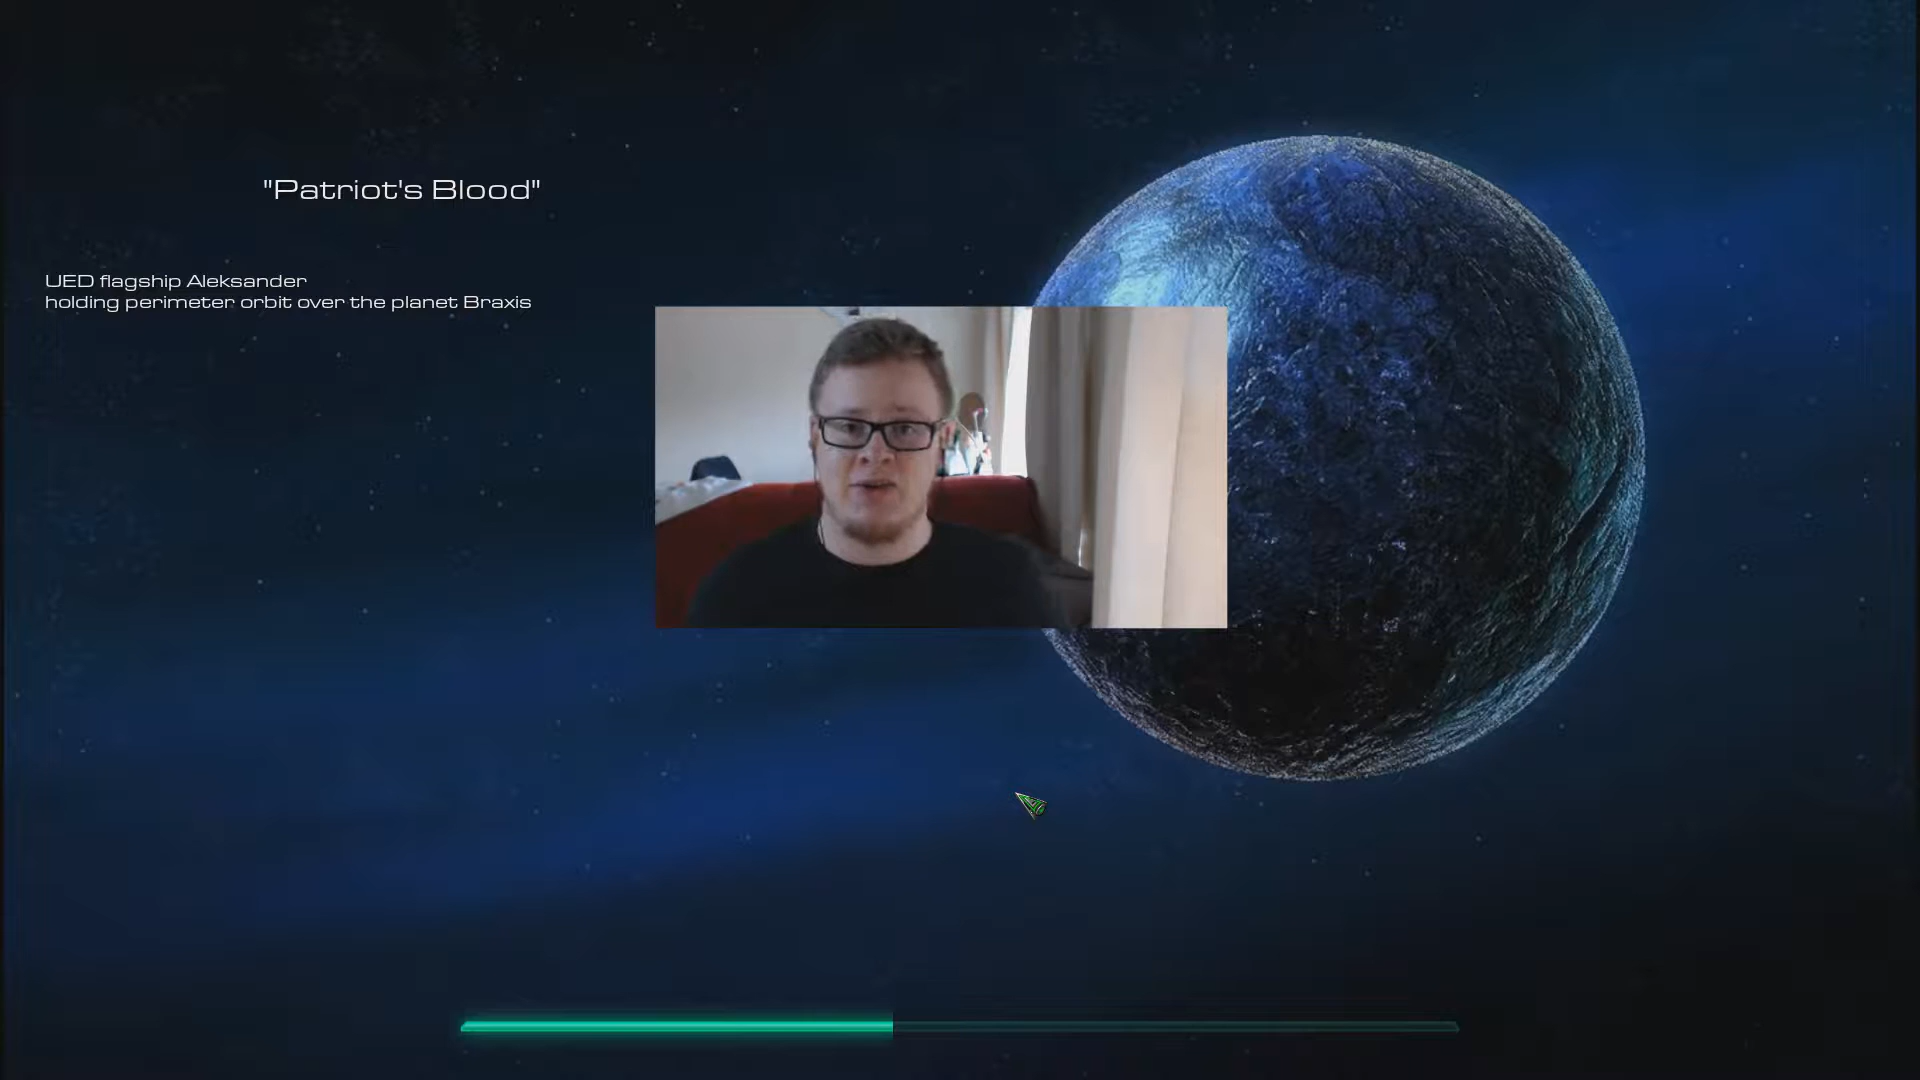 "Patriot's Blood"
UED flagship Aleksander
holding perimeter orbit over the planet Braxis